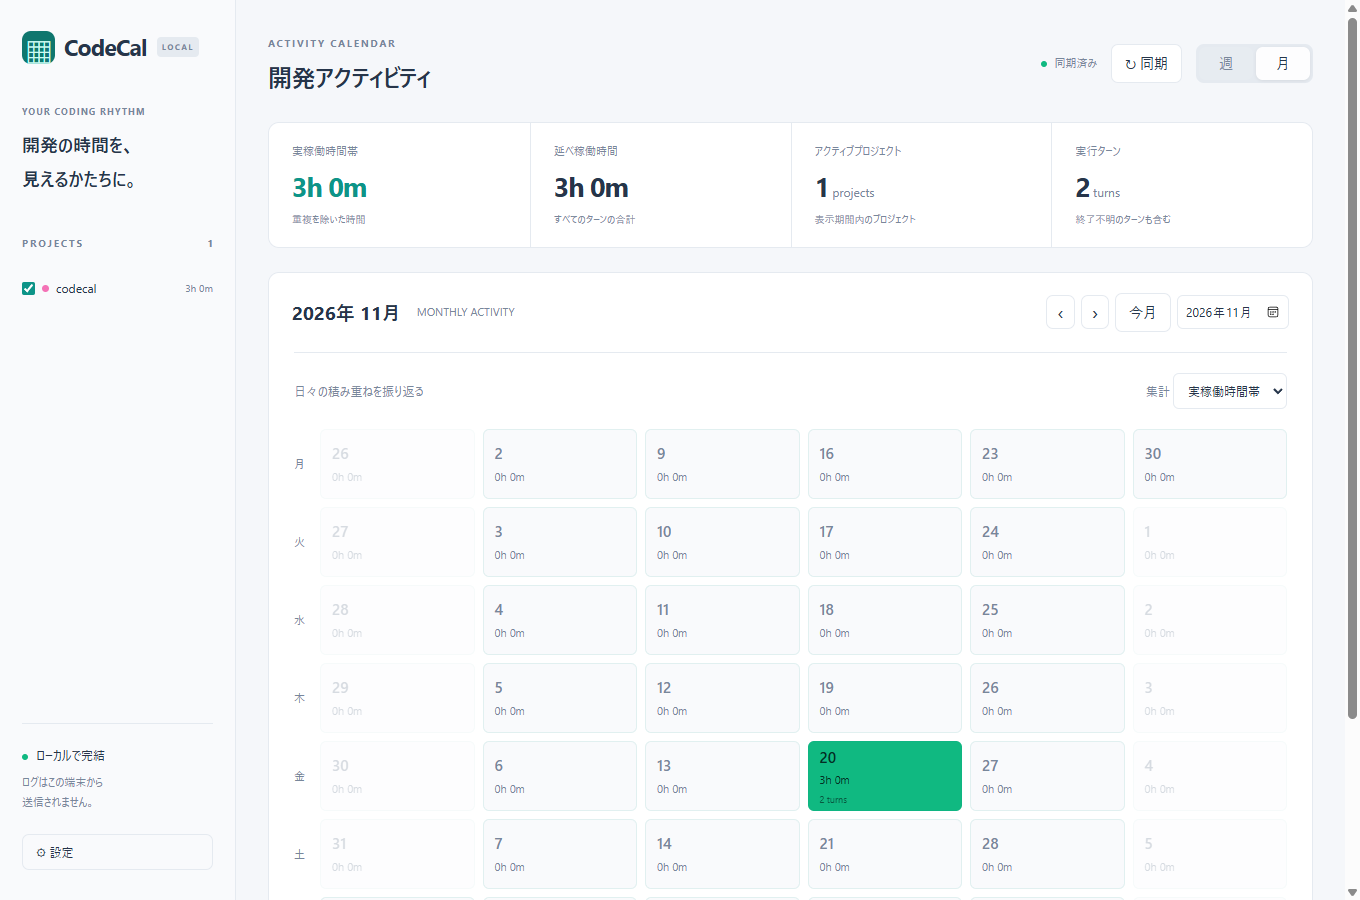 CodeCal LOCAL
YOUR CODING RHYTHM
開発の時間を、
見えるかたちに。
PROJECTS 1
codecal 3h 0m
ローカルで完結
ログはこの端末から
送信されません。
⚙ 設定
ACTIVITY CALENDAR
開発アクティビティ
同期済み ↻ 同期 週 月
実稼働時間帯
3h 0m
重複を除いた時間
延べ稼働時間
3h 0m
すべてのターンの合計
アクティブプロジェクト
1 projects
表示期間内のプロジェクト
実行ターン
2 turns
終了不明のターンも含む
2026年 11月 MONTHLY ACTIVITY ‹ › 今月 2026年11月
日々の積み重ねを振り返る 集計 実稼働時間帯
月 26 2 9 16 23 30
0h 0m 0h 0m 0h 0m 0h 0m 0h 0m 0h 0m
火 27 3 10 17 24 1
0h 0m 0h 0m 0h 0m 0h 0m 0h 0m 0h 0m
水 28 4 11 18 25 2
0h 0m 0h 0m 0h 0m 0h 0m 0h 0m 0h 0m
木 29 5 12 19 26 3
0h 0m 0h 0m 0h 0m 0h 0m 0h 0m 0h 0m
金 30 6 13 20 27 4
0h 0m 0h 0m 0h 0m 3h 0m 0h 0m 0h 0m
2 turns
土 31 7 14 21 28 5
0h 0m 0h 0m 0h 0m 0h 0m 0h 0m 0h 0m